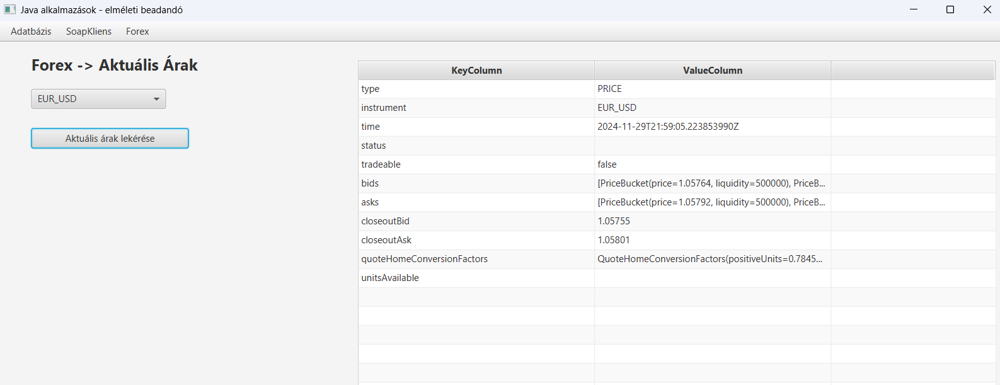 Java alkalmazások - elméleti beadandó
Adatbázis SoapKliens Forex
Forex -> Aktuális Árak
EUR_USD
Aktuális árak lekérése
KeyColumn ValueColumn
type PRICE
instrument EUR_USD
time 2024-11-29T21:59:05.223853990Z
status
tradeable false
bids [PriceBucket(price=1.05764, liquidity=500000), PriceB...
asks [PriceBucket(price=1.05792, liquidity=500000), PriceB...
closeoutBid 1.05755
closeoutAsk 1.05801
quoteHomeConversionFactors QuoteHomeConversionFactors(positiveUnits=0.7845...
unitsAvailable